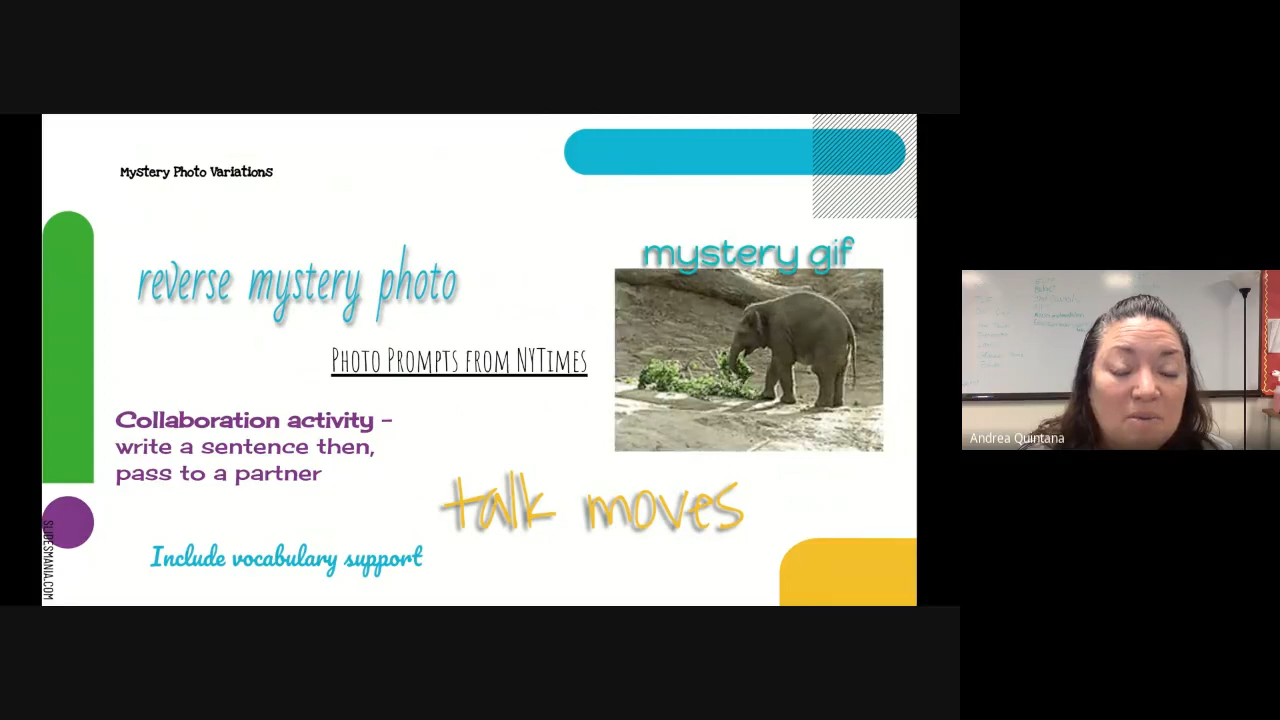 Mystery Photo Variations
mystery gif
reverse mystery photo
Photo Prompts from NYTimes
Collaboration activity -
write a sentence then,
pass to a partner
talk moves
Include vocabulary support
SLIDESMANIA.COM
Andrea Quintana